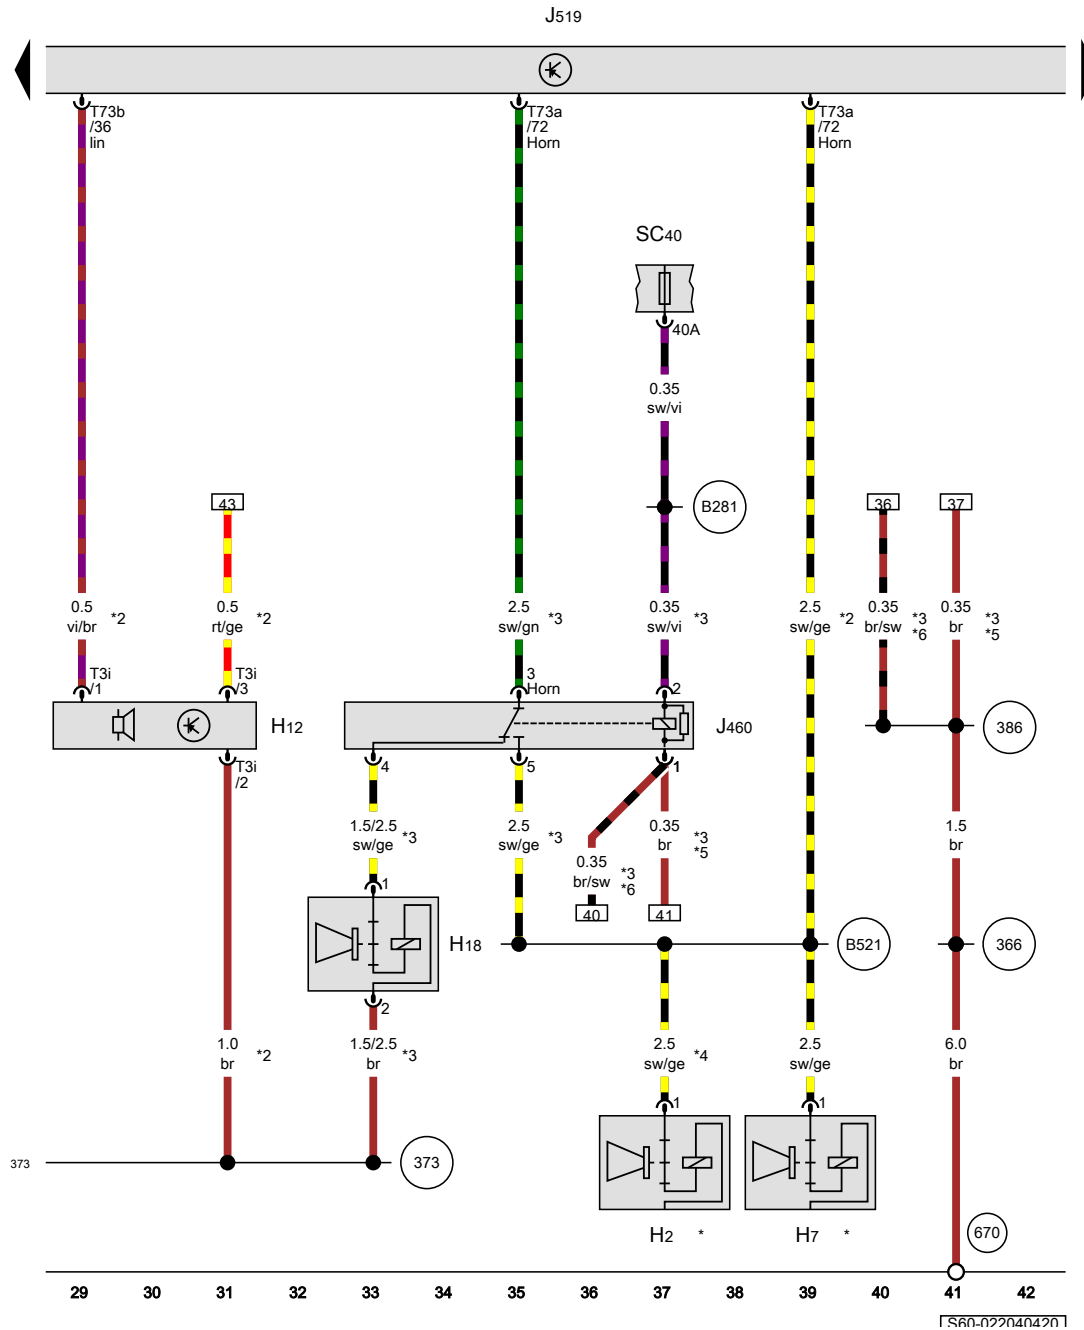 J519
T73b
/36
lin
T73a
/72
Horn
T73a
/72
Horn
SC40
40A
0.35
sw/vi
B281
43
36
37
0.5
vi/br
*2
0.5
rt/ge
*2
2.5
sw/gn
*3
0.35
sw/vi
*3
2.5
sw/ge
*2
0.35
br/sw
*3
*6
0.35
br
*3
*5
T3i
/1
T3i
/3
3
Horn
2
H12
J460
386
T3i
/2
4
5
1
1.5/2.5
sw/ge
*3
2.5
sw/ge
*3
0.35
br/sw
*3
*6
0.35
br
*3
*5
1.5
br
1
40
41
H18
B521
366
2
1.0
br
*2
1.5/2.5
br
*3
2.5
sw/ge
*4
2.5
sw/ge
6.0
br
1
1
373
373
H2 *
H7 *
670
29 30 31 32 33 34 35 36 37 38 39 40 41 42
S60-022040420